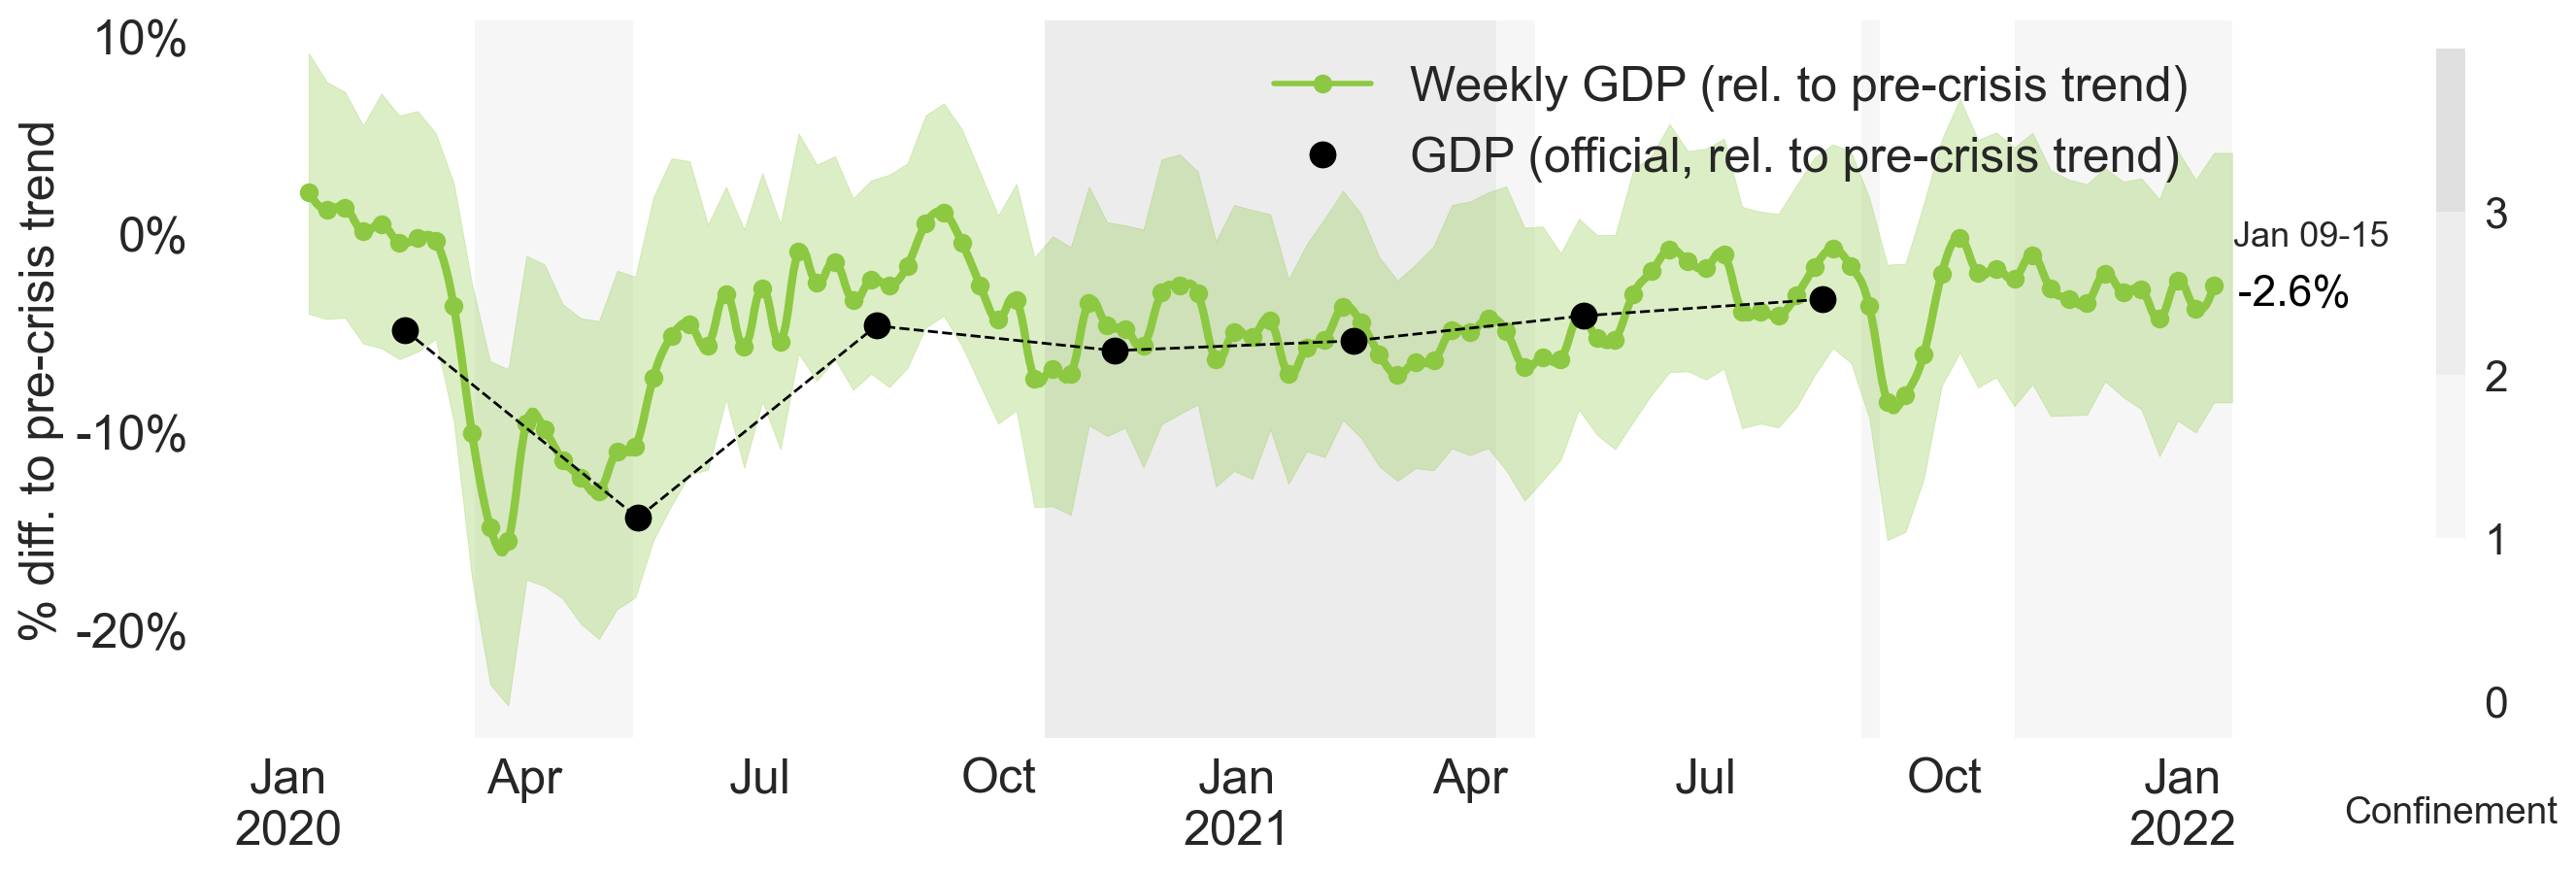 10%
0%
-10%
-20%
% diff. to pre-crisis trend
Weekly GDP (rel. to pre-crisis trend)
GDP (official, rel. to pre-crisis trend)
Jan 09-15
-2.6%
3
2
1
0
Confinement
Jan Apr Jul Oct Jan Apr Jul Oct Jan
2020 2021 2022